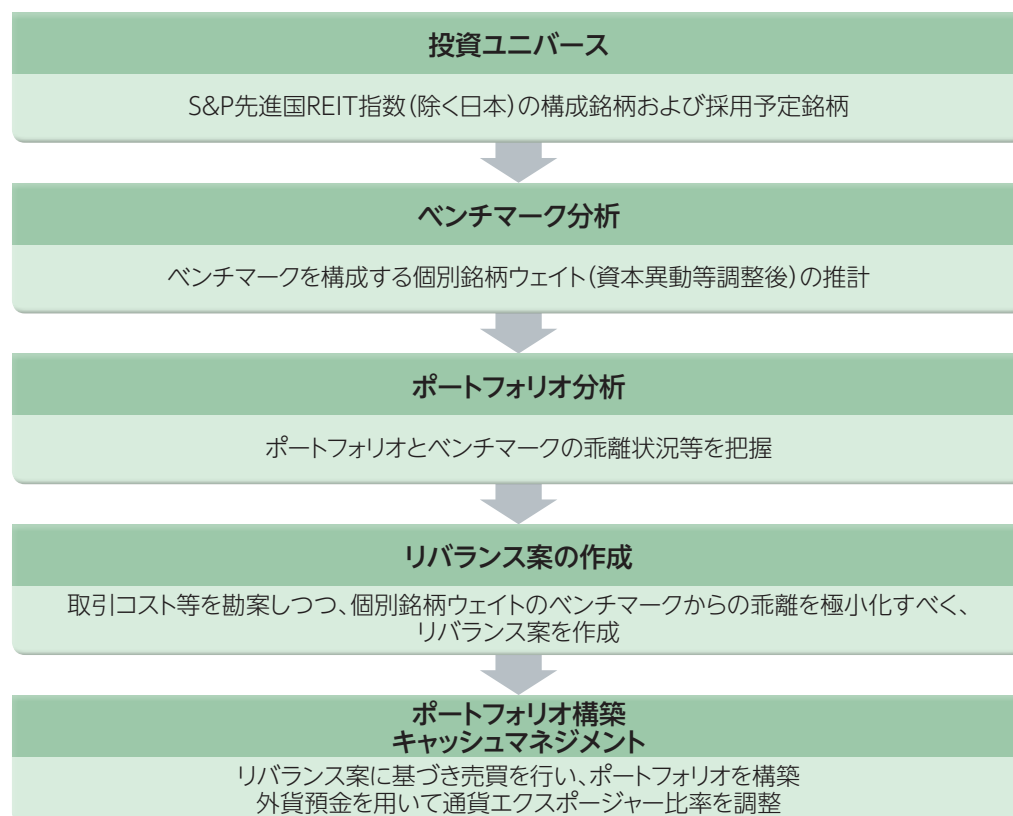 投資ユニバース
S&P先進国REIT指数(除く日本)の構成銘柄および採用予定銘柄
ベンチマーク分析
ベンチマークを構成する個別銘柄ウェイト(資本異動等調整後)の推計
ポートフォリオ分析
ポートフォリオとベンチマークの乖離状況等を把握
リバランス案の作成
取引コスト等を勘案しつつ、個別銘柄ウェイトのベンチマークからの乖離を極小化すべく、
リバランス案を作成
ポートフォリオ構築
キャッシュマネジメント
リバランス案に基づき売買を行い、ポートフォリオを構築
外貨預金を用いて通貨エクスポージャー比率を調整